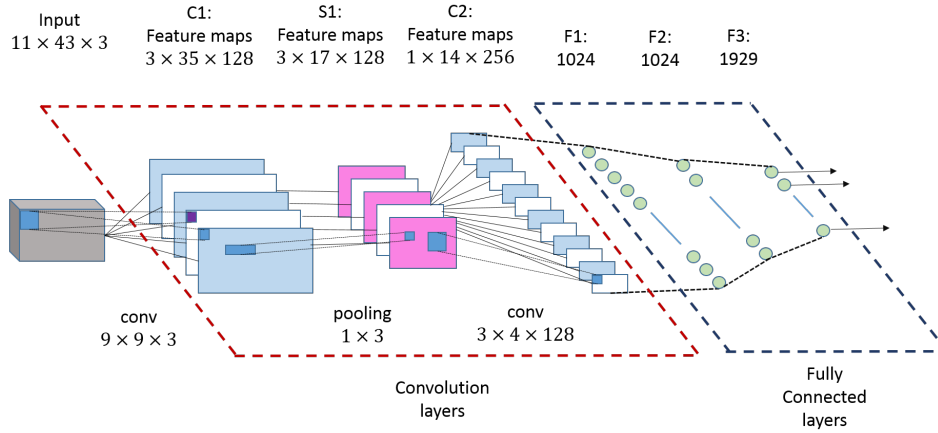 Input
11 × 43 × 3
C1:
Feature maps
3 × 35 × 128
S1:
Feature maps
3 × 17 × 128
C2:
Feature maps
1 × 14 × 256
F1:
1024
F2:
1024
F3:
1929
conv
9 × 9 × 3
pooling
1 × 3
conv
3 × 4 × 128
Convolution
layers
Fully
Connected
layers